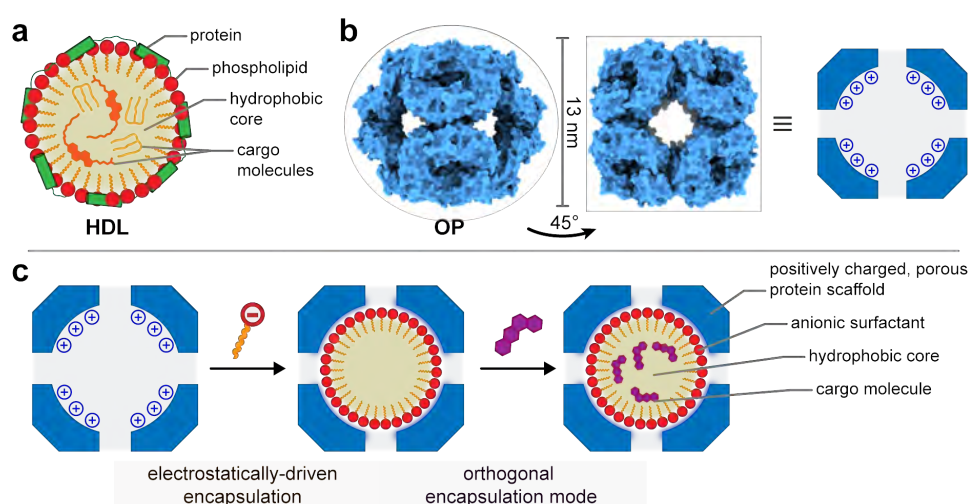 a
protein
phospholipid
hydrophobic
core
cargo
molecules
HDL
b
13 nm
OP
45°
≡
+ + + + + + + + + + + +
c
+ + + + + + + + + + + +
−
positively charged, porous
protein scaffold
anionic surfactant
hydrophobic core
cargo molecule
electrostatically-driven
encapsulation
orthogonal
encapsulation mode